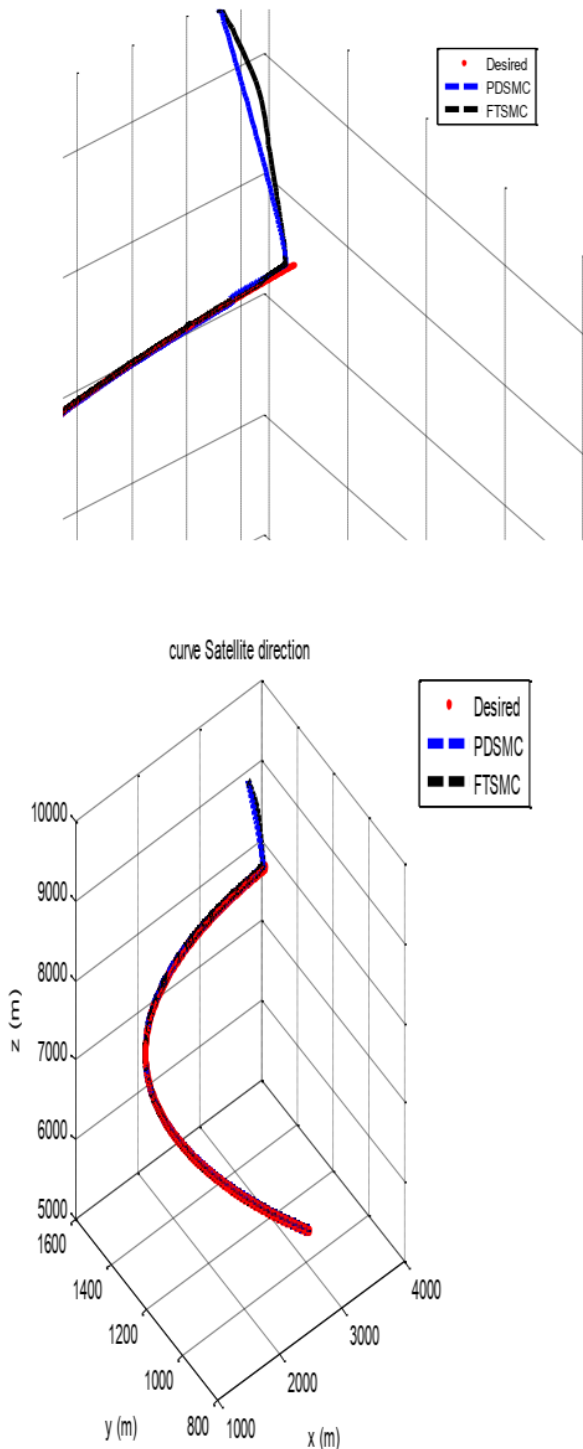 Desired
PDSMC
FTSMC
curve Satellite direction
Desired
PDSMC
FTSMC
10000
9000
8000
7000
6000
5000
z (m)
1600
1400
1200
1000
800
y (m)
1000
2000
3000
4000
x (m)